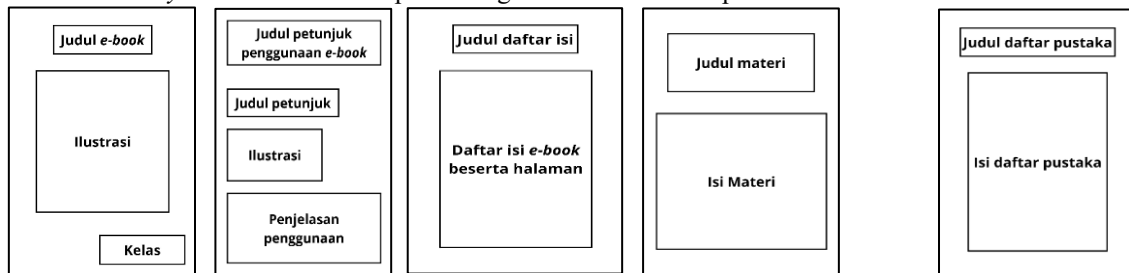 Judul e-book
Ilustrasi
Kelas
Judul petunjuk
penggunaan e-book
Judul petunjuk
Ilustrasi
Penjelasan
penggunaan
Judul daftar isi
Daftar isi e-book
beserta halaman
Judul materi
Isi Materi
Judul daftar pustaka
Isi daftar pustaka